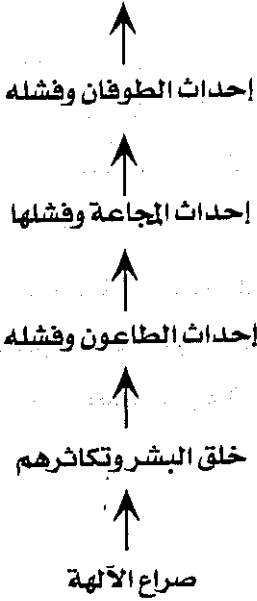 إحداث الطوفان وفشله
إحداث المجاعة وفشلها
إحداث الطاعون وفشله
خلق البشر وتكاثرهم
صراع الآلهة